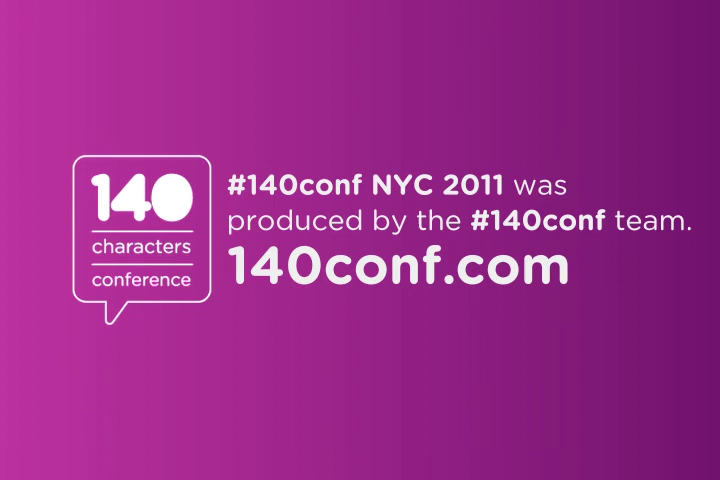 140
characters
conference
#140conf NYC 2011 was
produced by the #140conf team.
140conf.com